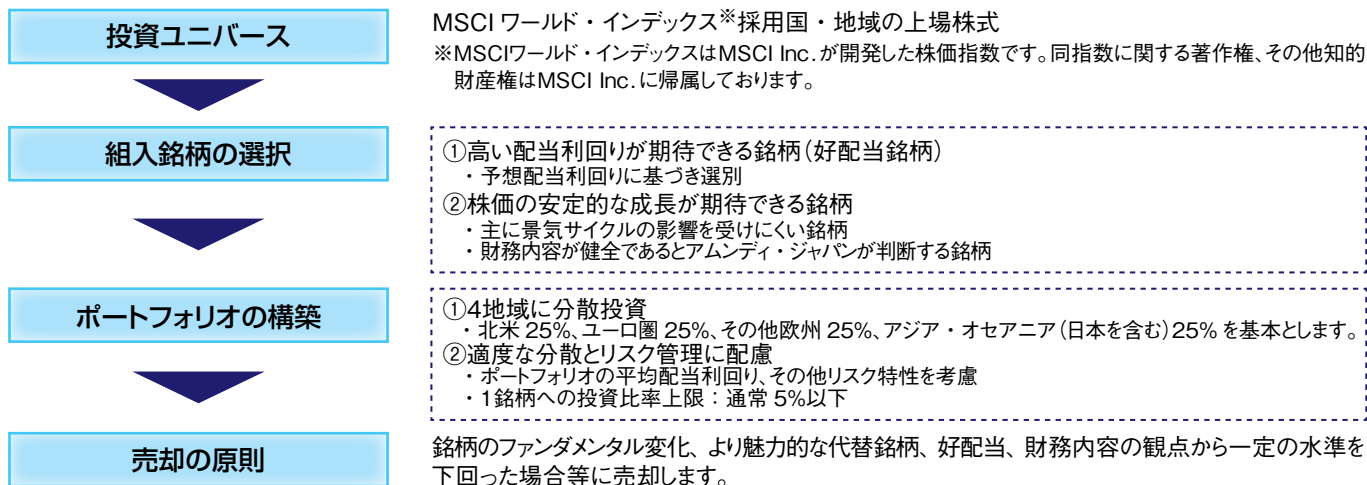 投資ユニバース
MSCI ワールド・インデックス※採用国・地域の上場株式
※MSCIワールド・インデックスはMSCI Inc.が開発した株価指数です。同指数に関する著作権、その他知的
財産権はMSCI Inc.に帰属しております。
組入銘柄の選択
①高い配当利回りが期待できる銘柄(好配当銘柄)
・予想配当利回りに基づき選別
②株価の安定的な成長が期待できる銘柄
・主に景気サイクルの影響を受けにくい銘柄
・財務内容が健全であるとアムンディ・ジャパンが判断する銘柄
ポートフォリオの構築
①4地域に分散投資
・北米 25%、ユーロ圏 25%、その他欧州 25%、アジア・オセアニア(日本を含む)25% を基本とします。
②適度な分散とリスク管理に配慮
・ポートフォリオの平均配当利回り、その他リスク特性を考慮
・1銘柄への投資比率上限:通常 5%以下
売却の原則
銘柄のファンダメンタル変化、より魅力的な代替銘柄、好配当、財務内容の観点から一定の水準を
下回った場合等に売却します。